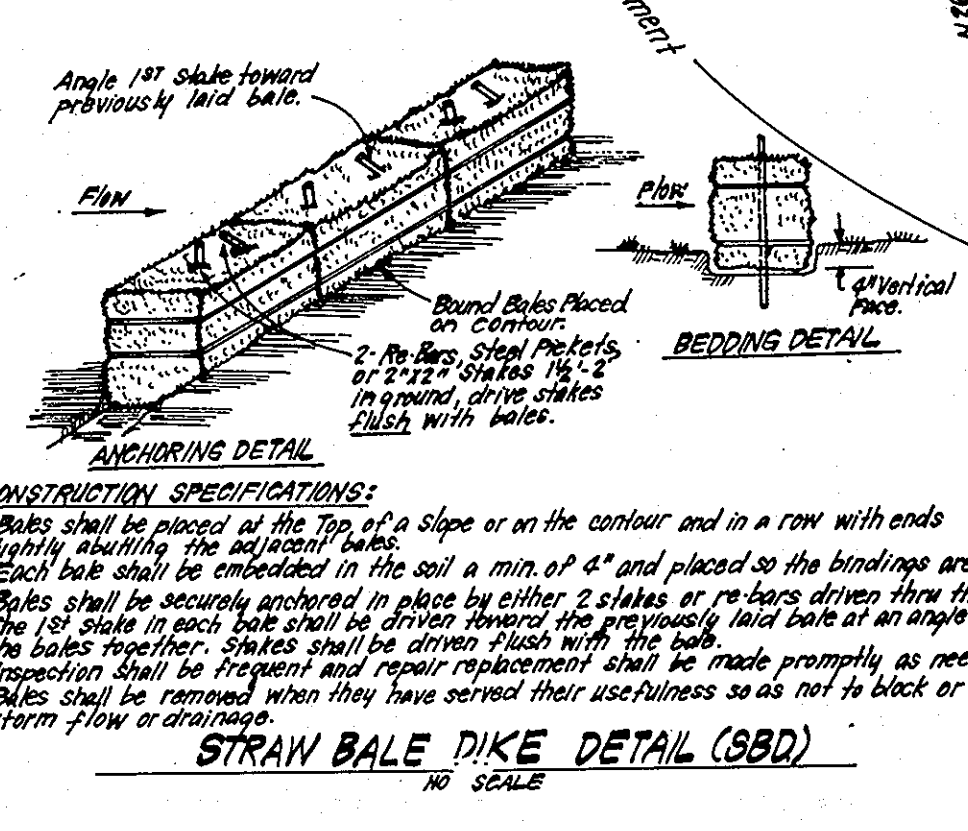 ment
N 26
Angle 1ST Stake toward
previously laid bale.
Flow
Flow
4" Vertical
Face.
Bound Bales Placed
on contour.
BEDDING DETAIL
2- Re-Bars, Steel Pickets,
or 2"x2" Stakes 1½'-2'
in ground, drive stakes
flush with bales.
ANCHORING DETAIL
ONSTRUCTION SPECIFICATIONS:
Bales shall be placed at the Top of a Slope or on the contour and in a row with ends
ightly abutting the adjacent bales.
Each bale shall be embedded in the soil a min. of 4" and placed so the bindings are
Bales shall be securely anchored in place by either 2 stakes or re-bars driven thru th
he 1st stake in each bale shall be driven toward the previously laid bale at an angle
he bales together. Stakes shall be driven flush with the bale.
nspection shall be frequent and repair replacement shall be made promptly as nee
Bales shall be removed when they have served their usefulness so as not to block or
torm flow or drainage.
STRAW BALE DIKE DETAIL (SBD)
NO SCALE